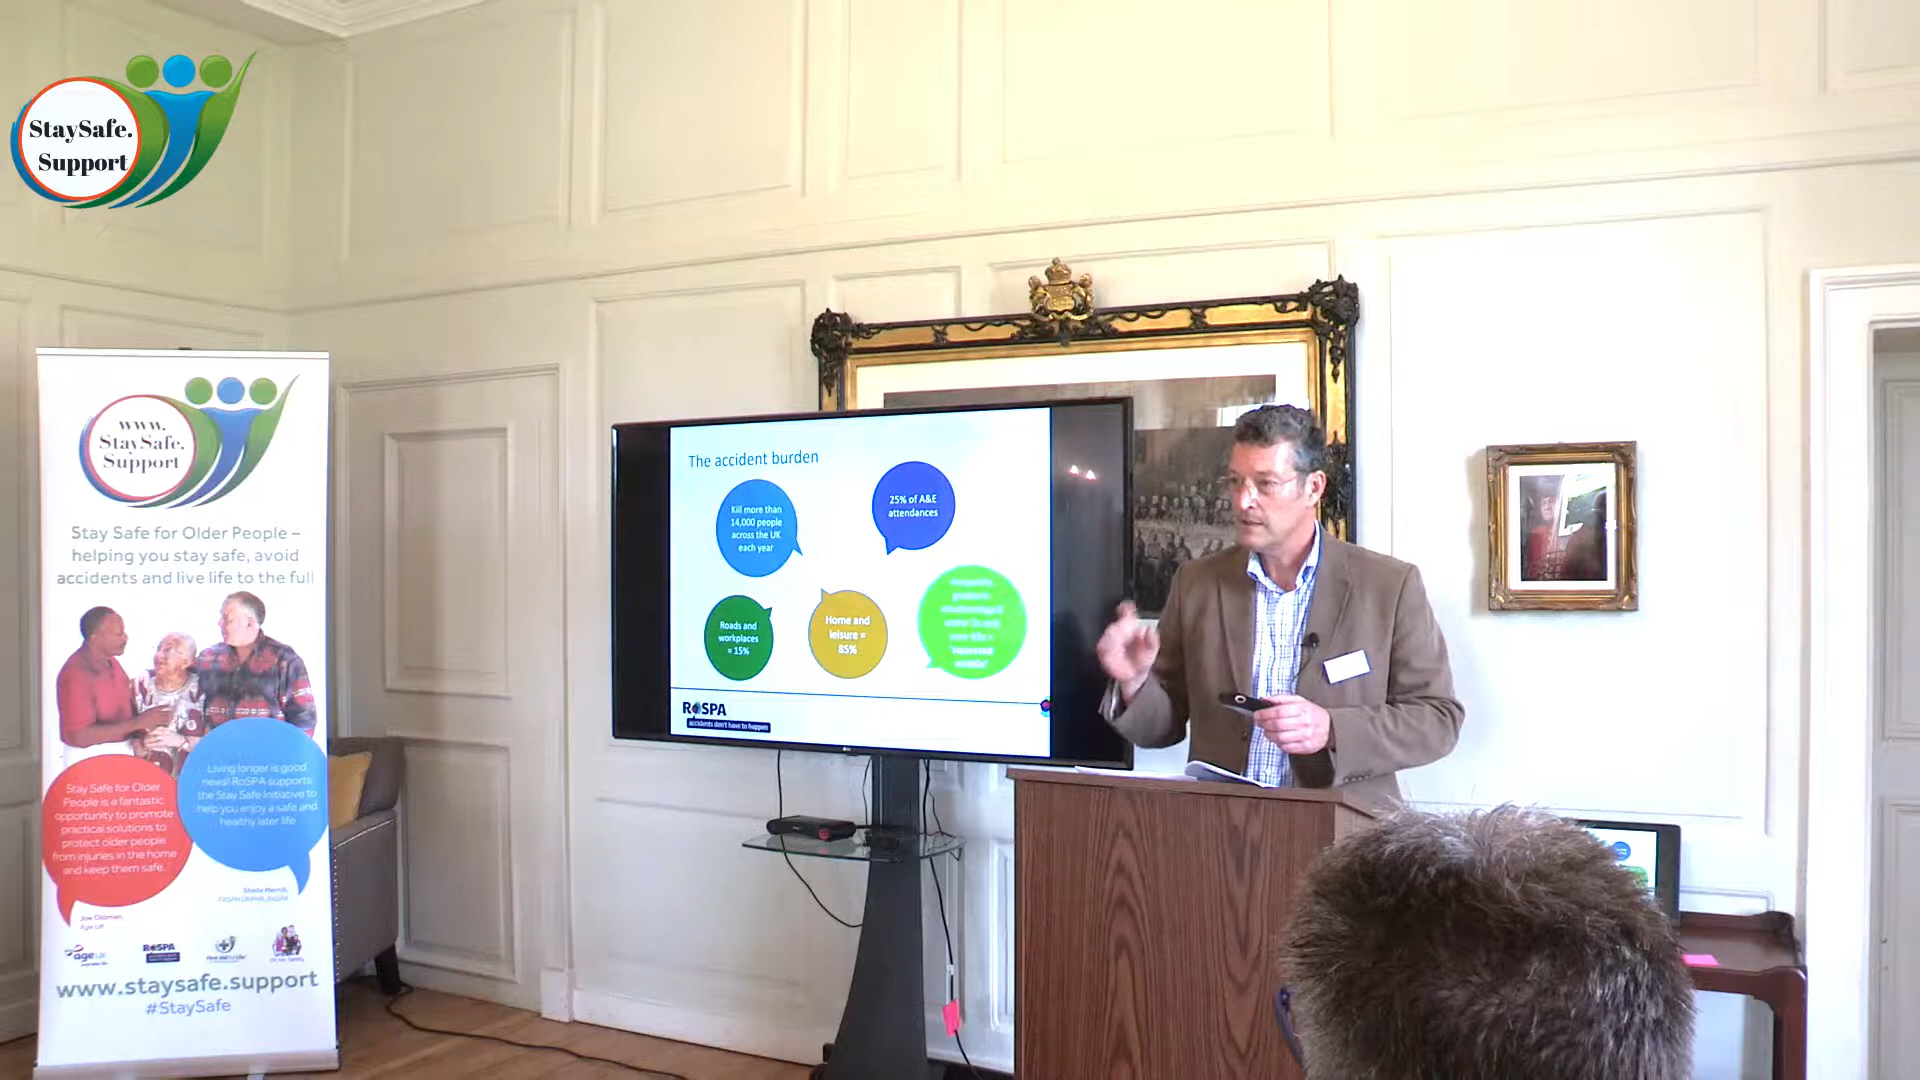 StaySafe.
Support
www.
StaySafe.
Support
Stay Safe for Older People –
helping you stay safe, avoid
accidents and live life to the full
Stay Safe for Older
People is a fantastic
opportunity to promote
practical solutions to
protect older people
from injuries in the home
and keep them safe.
Living longer is good
news! RoSPA supports
the Stay Safe Initiative to
help you enjoy a safe and
healthy later life
ageUK
RoSPA
www.staysafe.support
#StaySafe
The accident burden
Kill more than
14,000 people
across the UK
each year
25% of A&E
attendances
Roads and
workplaces
= 15%
Home and
leisure =
85%
RoSPA
accidents don't have to happen